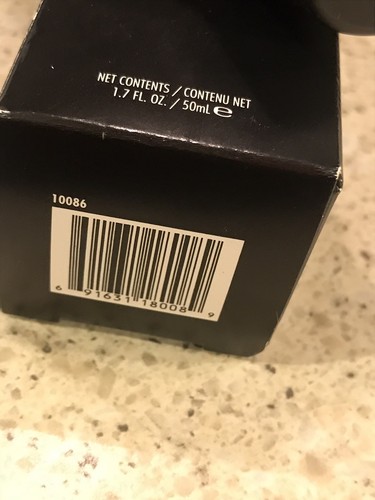 NET CONTENTS / CONTENU NET
1.7 FL. OZ. / 50mL ℮
10086
6 91631 18008 9